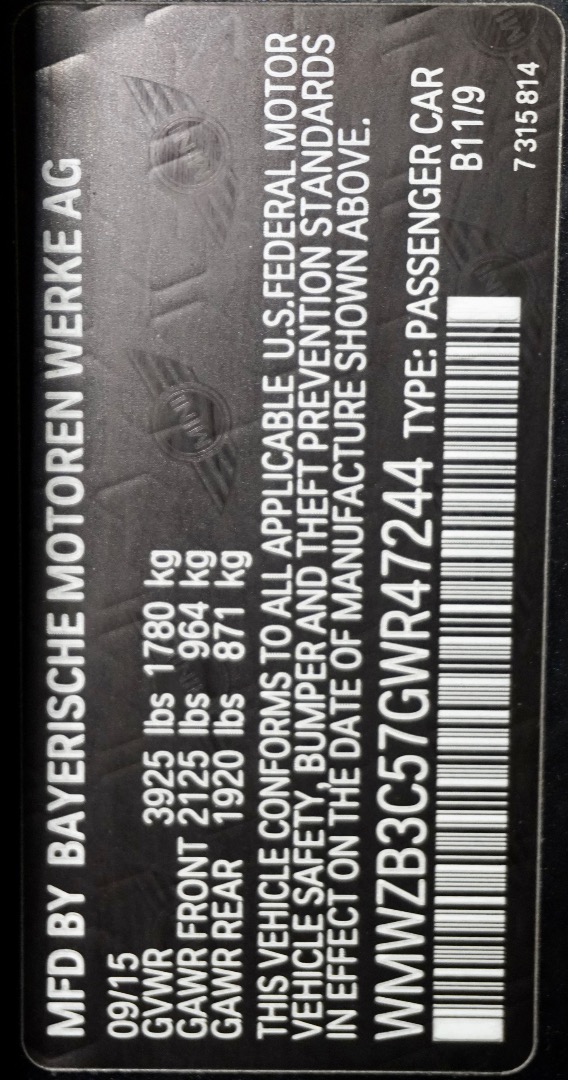 MFD BY BAYERISCHE MOTOREN WERKE AG
09/15
GVWR 3925 lbs 1780 kg
GAWR FRONT 2125 lbs 964 kg
GAWR REAR 1920 lbs 871 kg
THIS VEHICLE CONFORMS TO ALL APPLICABLE U.S.FEDERAL MOTOR
VEHICLE SAFETY, BUMPER AND THEFT PREVENTION STANDARDS
IN EFFECT ON THE DATE OF MANUFACTURE SHOWN ABOVE.
WMWZB3C57GWR47244 TYPE: PASSENGER CAR
B11/9
7 315 814
MINI
MINI
MINI